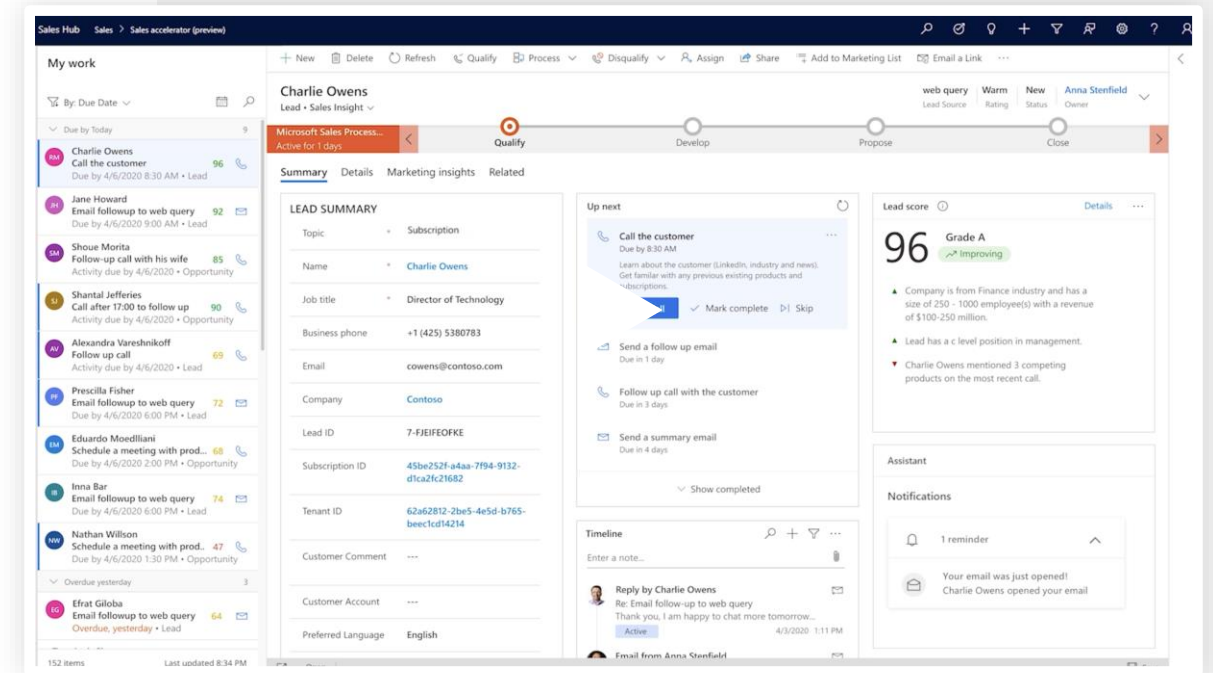 Sales Hub Sales > Sales accelerator (preview)
My work
By: Due Date
Due by Today 9
RM Charlie Owens
Call the customer 96
Due by 4/6/2020 8:30 AM • Lead
JH Jane Howard
Email followup to web query 92
Due by 4/6/2020 9:00 AM • Lead
SM Shoue Morita
Follow-up call with his wife 85
Activity due by 4/6/2020 • Opportunity
SJ Shantal Jefferies
Call after 17:00 to follow up 90
Activity due by 4/6/2020 • Opportunity
AV Alexandra Vareshnikoff
Follow up call 69
Activity due by 4/6/2020 • Lead
PF Prescilla Fisher
Email followup to web query 72
Due by 4/6/2020 6:00 PM • Lead
EM Eduardo Moedlliani
Schedule a meeting with prod... 68
Due by 4/6/2020 2:00 PM • Opportunity
IB Inna Bar
Email followup to web query 74
Due by 4/6/2020 6:00 PM • Lead
NW Nathan Willson
Schedule a meeting with prod.. 47
Due by 4/6/2020 1:30 PM • Opportunity
Overdue yesterday 3
EG Efrat Giloba
Email followup to web query 64
Overdue, yesterday • Lead
152 items Last updated 8:34 PM
New Delete Refresh Qualify Process Disqualify Assign Share Add to Marketing List Email a Link ...
Charlie Owens
Lead • Sales Insight
web query Warm New Anna Stenfield
Lead Source Rating Status Owner
Microsoft Sales Process...
Active for 1 days
Qualify Develop Propose Close
Summary Details Marketing insights Related
LEAD SUMMARY
Topic * Subscription
Name * Charlie Owens
Job title * Director of Technology
Business phone +1 (425) 5380783
Email cowens@contoso.com
Company Contoso
Lead ID 7-FJEIFEOFKE
Subscription ID 45be252f-a4aa-7f94-9132-
d1ca2fc21682
Tenant ID 62a62812-2be5-4e5d-b765-
beec1cd14214
Customer Comment ---
Customer Account ---
Preferred Language English
Up next
Call the customer ...
Due by 8:30 AM
Learn about the customer (LinkedIn, industry and news).
Get familar with any previous existing products and
subscriptions.
Mark complete Skip
Send a follow up email
Due in 1 day
Follow up call with the customer
Due in 3 days
Send a summary email
Due in 4 days
Show completed
Timeline ...
Enter a note...
Reply by Charlie Owens
Re: Email follow-up to web query
Thank you, I am happy to chat more tomorrow...
Active 4/3/2020 1:11 PM
Email from Anna Stenfield
Lead score Details ...
96 Grade A
Improving
Company is from Finance industry and has a
size of 250 - 1000 employee(s) with a revenue
of $100-250 million.
Lead has a c level position in management.
Charlie Owens mentioned 3 competing
products on the most recent call.
Assistant
Notifications
1 reminder
Your email was just opened!
Charlie Owens opened your email